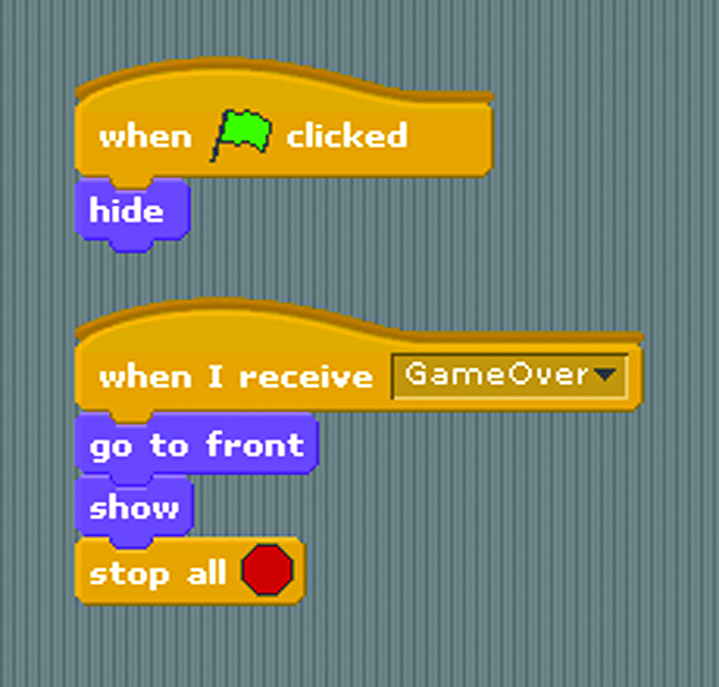 when clicked
hide
when I receive GameOver
go to front
show
stop all